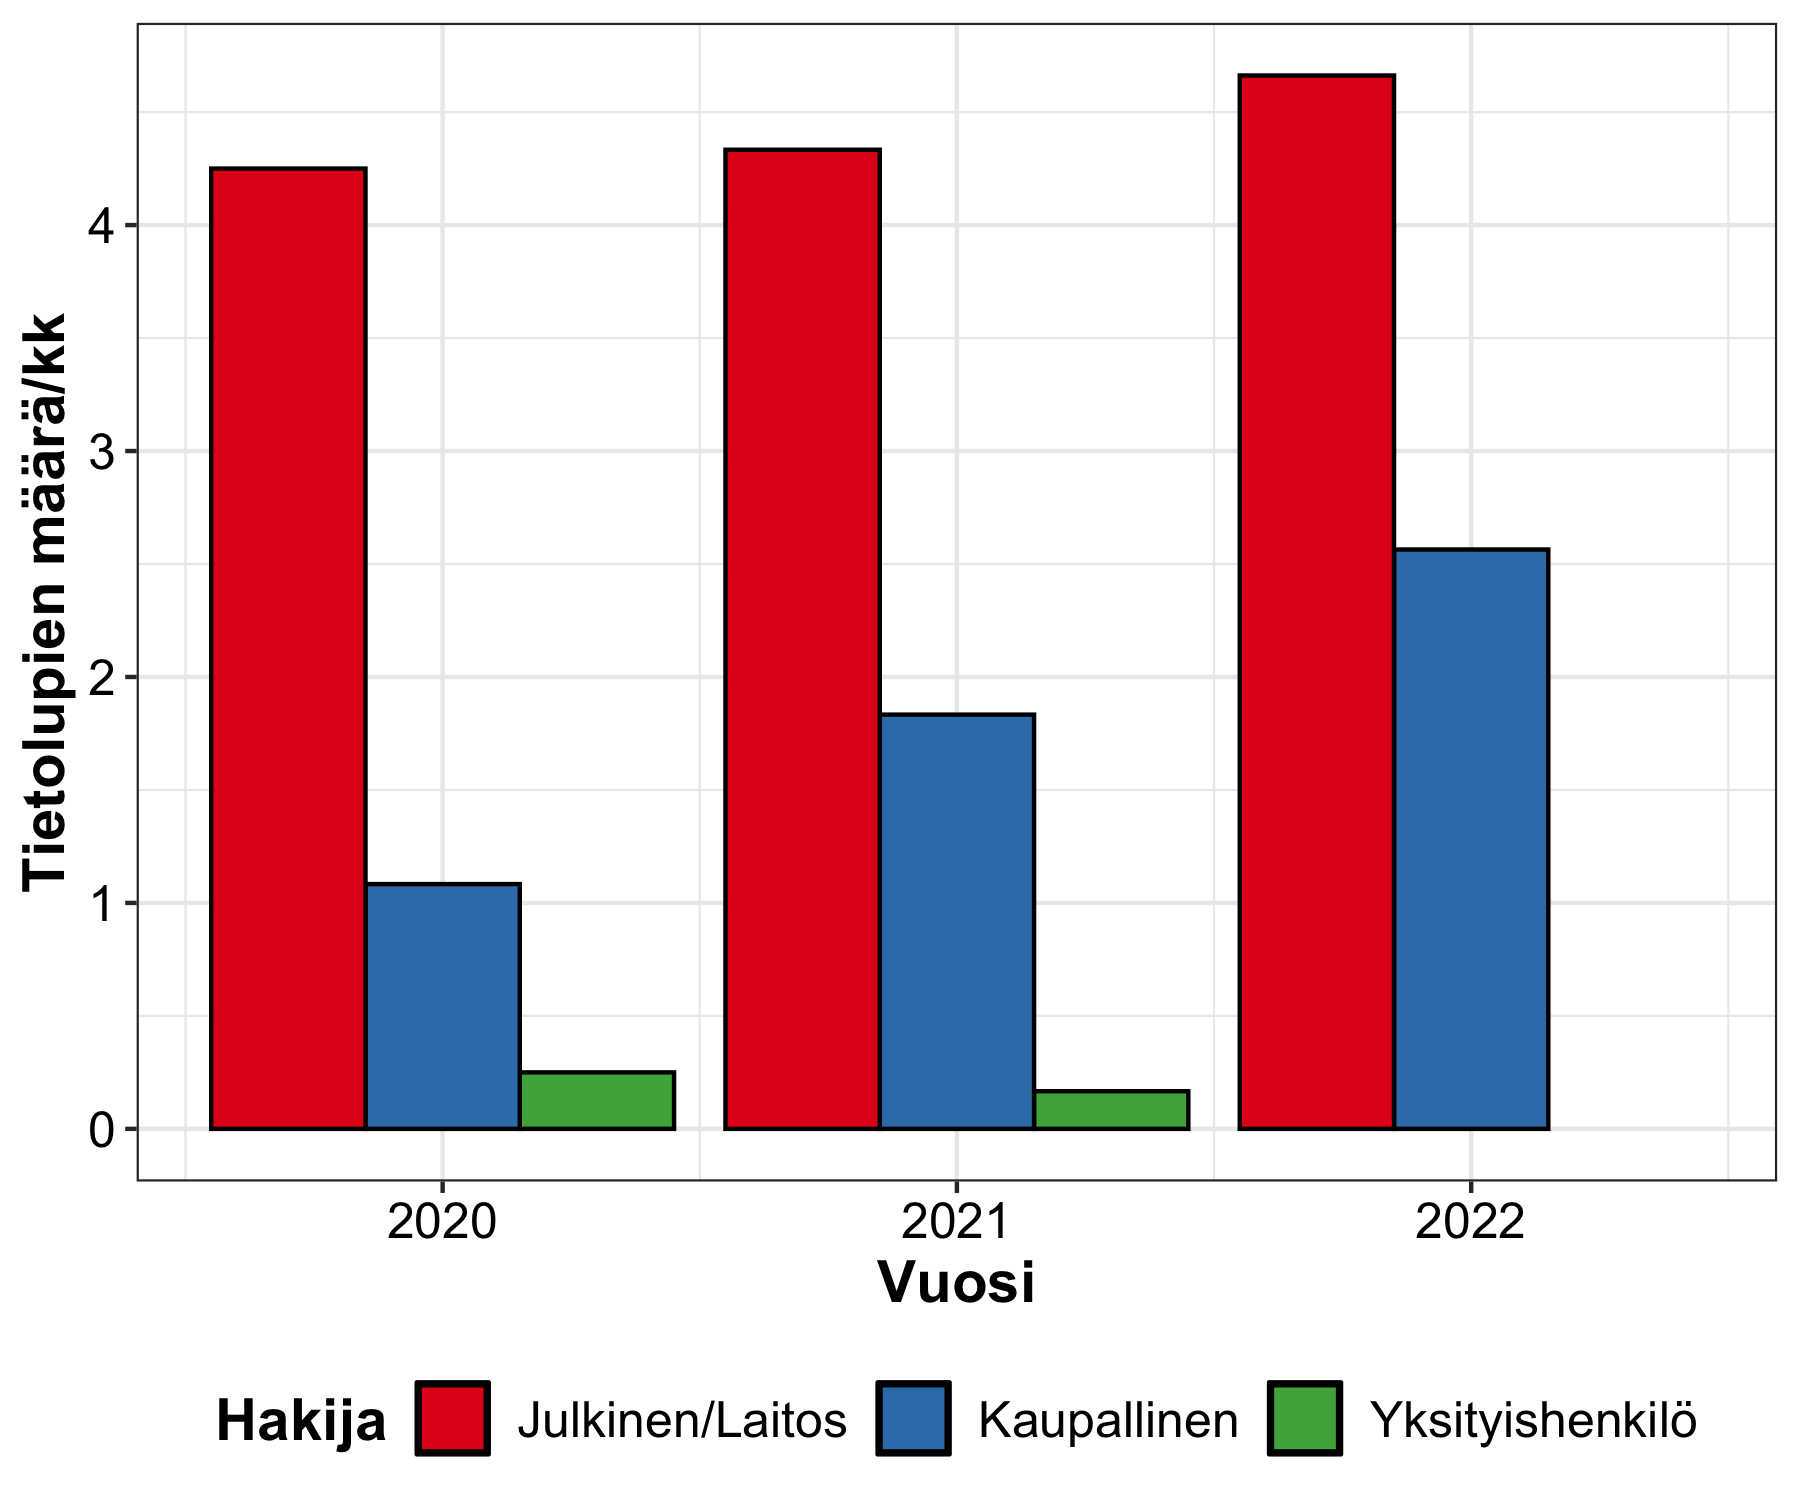 Tietolupien määrä/kk
4
3
2
1
0
2020 2021 2022
Vuosi
Hakija Julkinen/Laitos Kaupallinen Yksityishenkilö